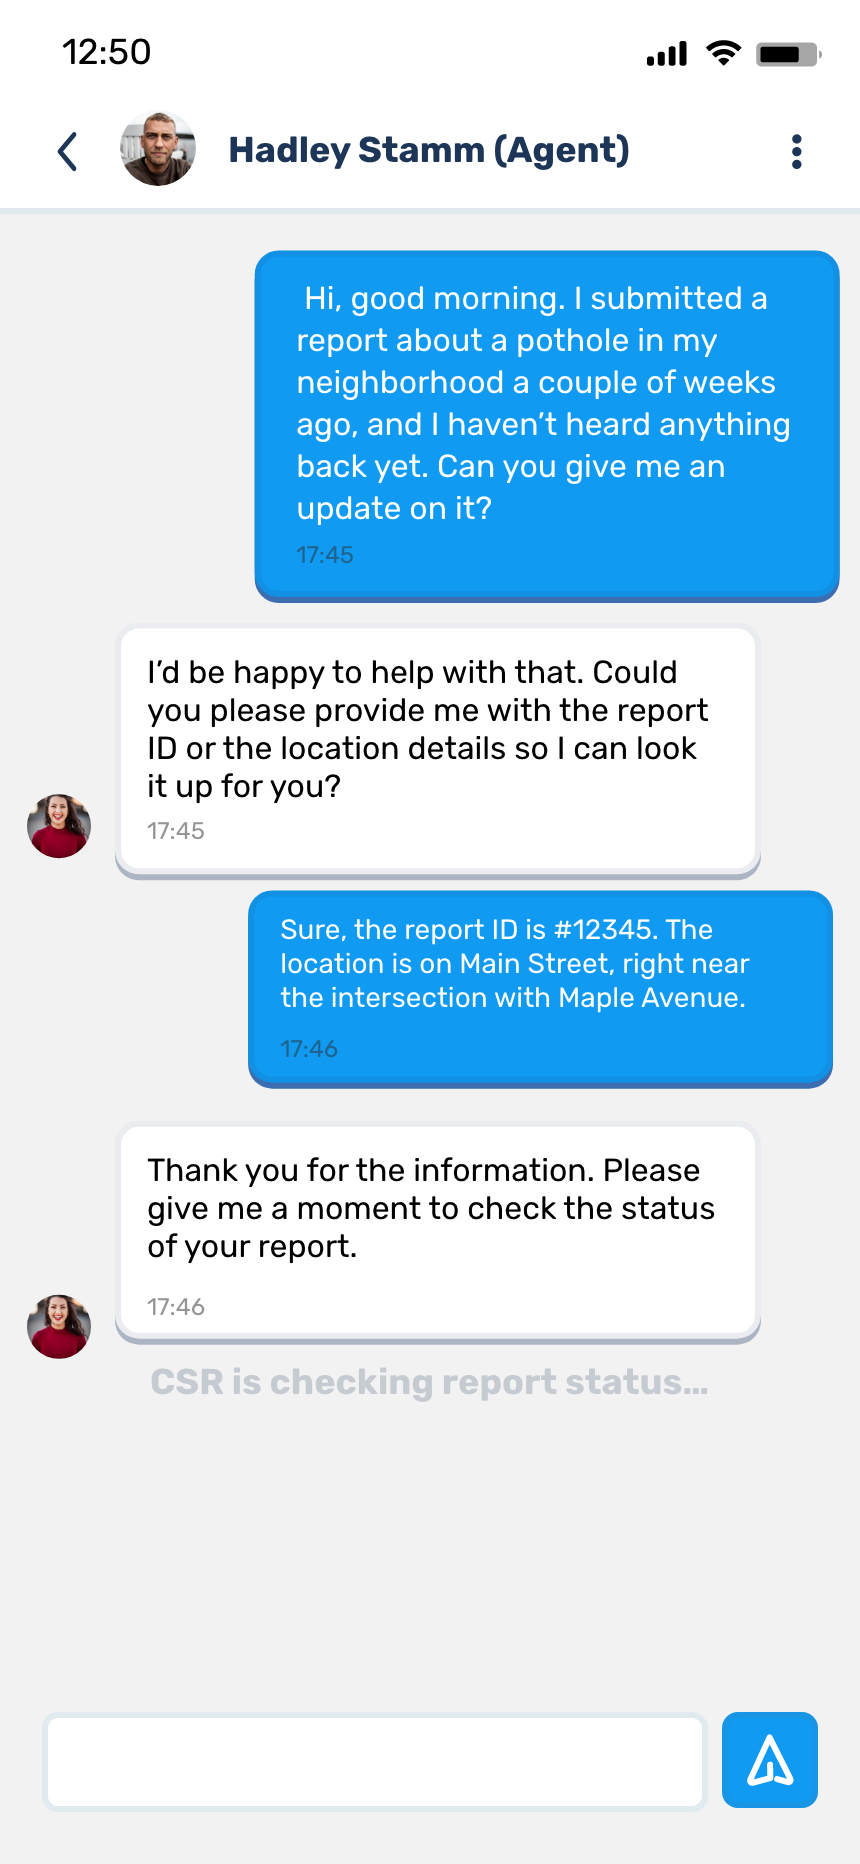 12:50
Hadley Stamm (Agent)
Hi, good morning. I submitted a
report about a pothole in my
neighborhood a couple of weeks
ago, and I haven’t heard anything
back yet. Can you give me an
update on it?
17:45
I’d be happy to help with that. Could
you please provide me with the report
ID or the location details so I can look
it up for you?
17:45
Sure, the report ID is #12345. The
location is on Main Street, right near
the intersection with Maple Avenue.
17:46
Thank you for the information. Please
give me a moment to check the status
of your report.
17:46
CSR is checking report status...